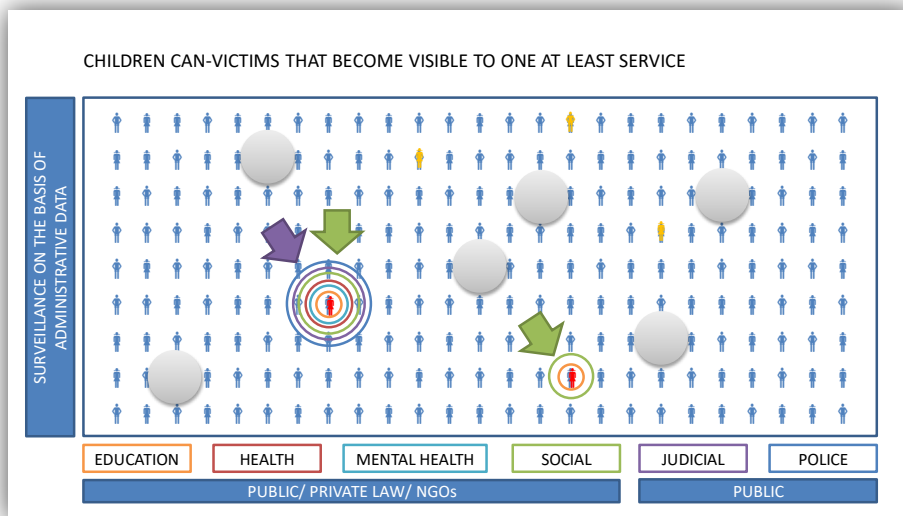 CHILDREN CAN-VICTIMS THAT BECOME VISIBLE TO ONE AT LEAST SERVICE
SURVEILLANCE ON THE BASIS OF
ADMINISTRATIVE DATA
EDUCATION
HEALTH
MENTAL HEALTH
SOCIAL
JUDICIAL
POLICE
PUBLIC/ PRIVATE LAW/ NGOs
PUBLIC